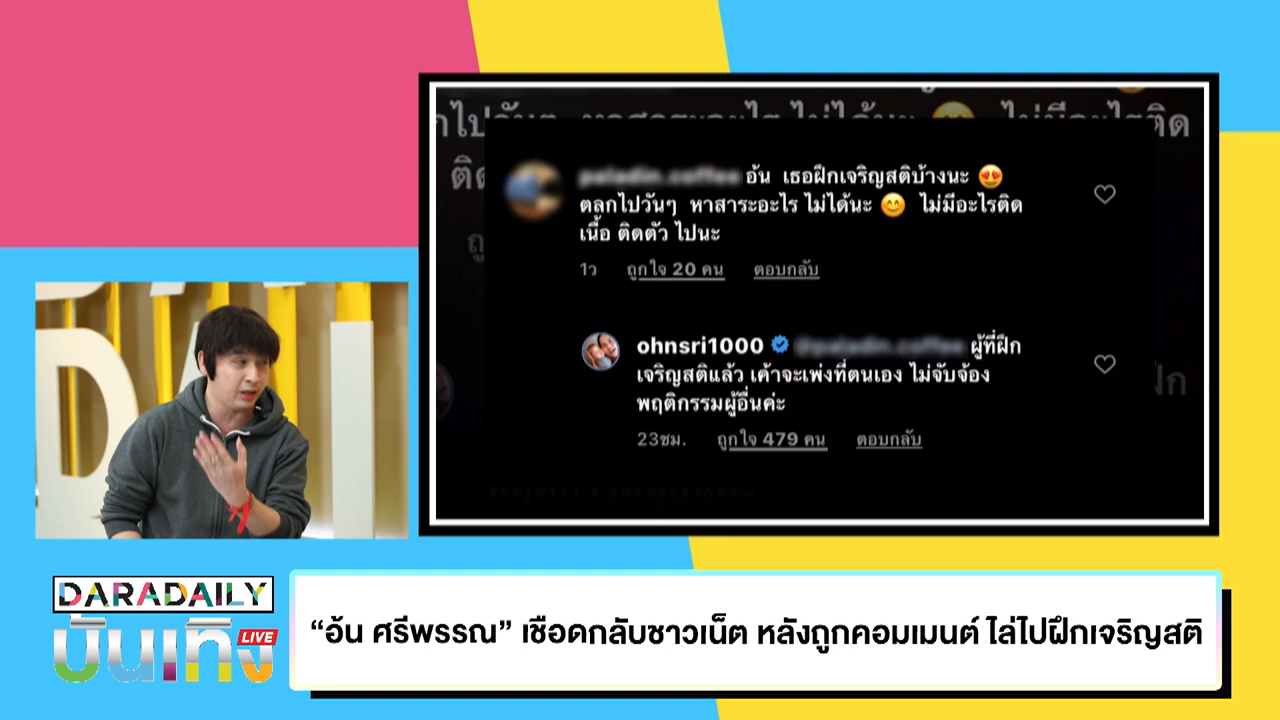 อ้น เธอฝึกเจริญสติบ้างนะ 😍
ตลกไปวันๆ หาสาระอะไร ไม่ได้นะ 😊 ไม่มีอะไรติด
เนื้อ ติดตัว ไปนะ
1ว ถูกใจ 20 คน ตอบกลับ
ohnsri1000 ผู้ที่ฝึก
เจริญสติแล้ว เค้าจะเพ่งที่ตนเอง ไม่จับจ้อง
พฤติกรรมผู้อื่นค่ะ
23ชม. ถูกใจ 479 คน ตอบกลับ
DARADAILY
บันเทิง LIVE
“อ้น ศรีพรรณ” เชือดกลับชาวเน็ต หลังถูกคอมเมนต์ ไล่ไปฝึกเจริญสติ